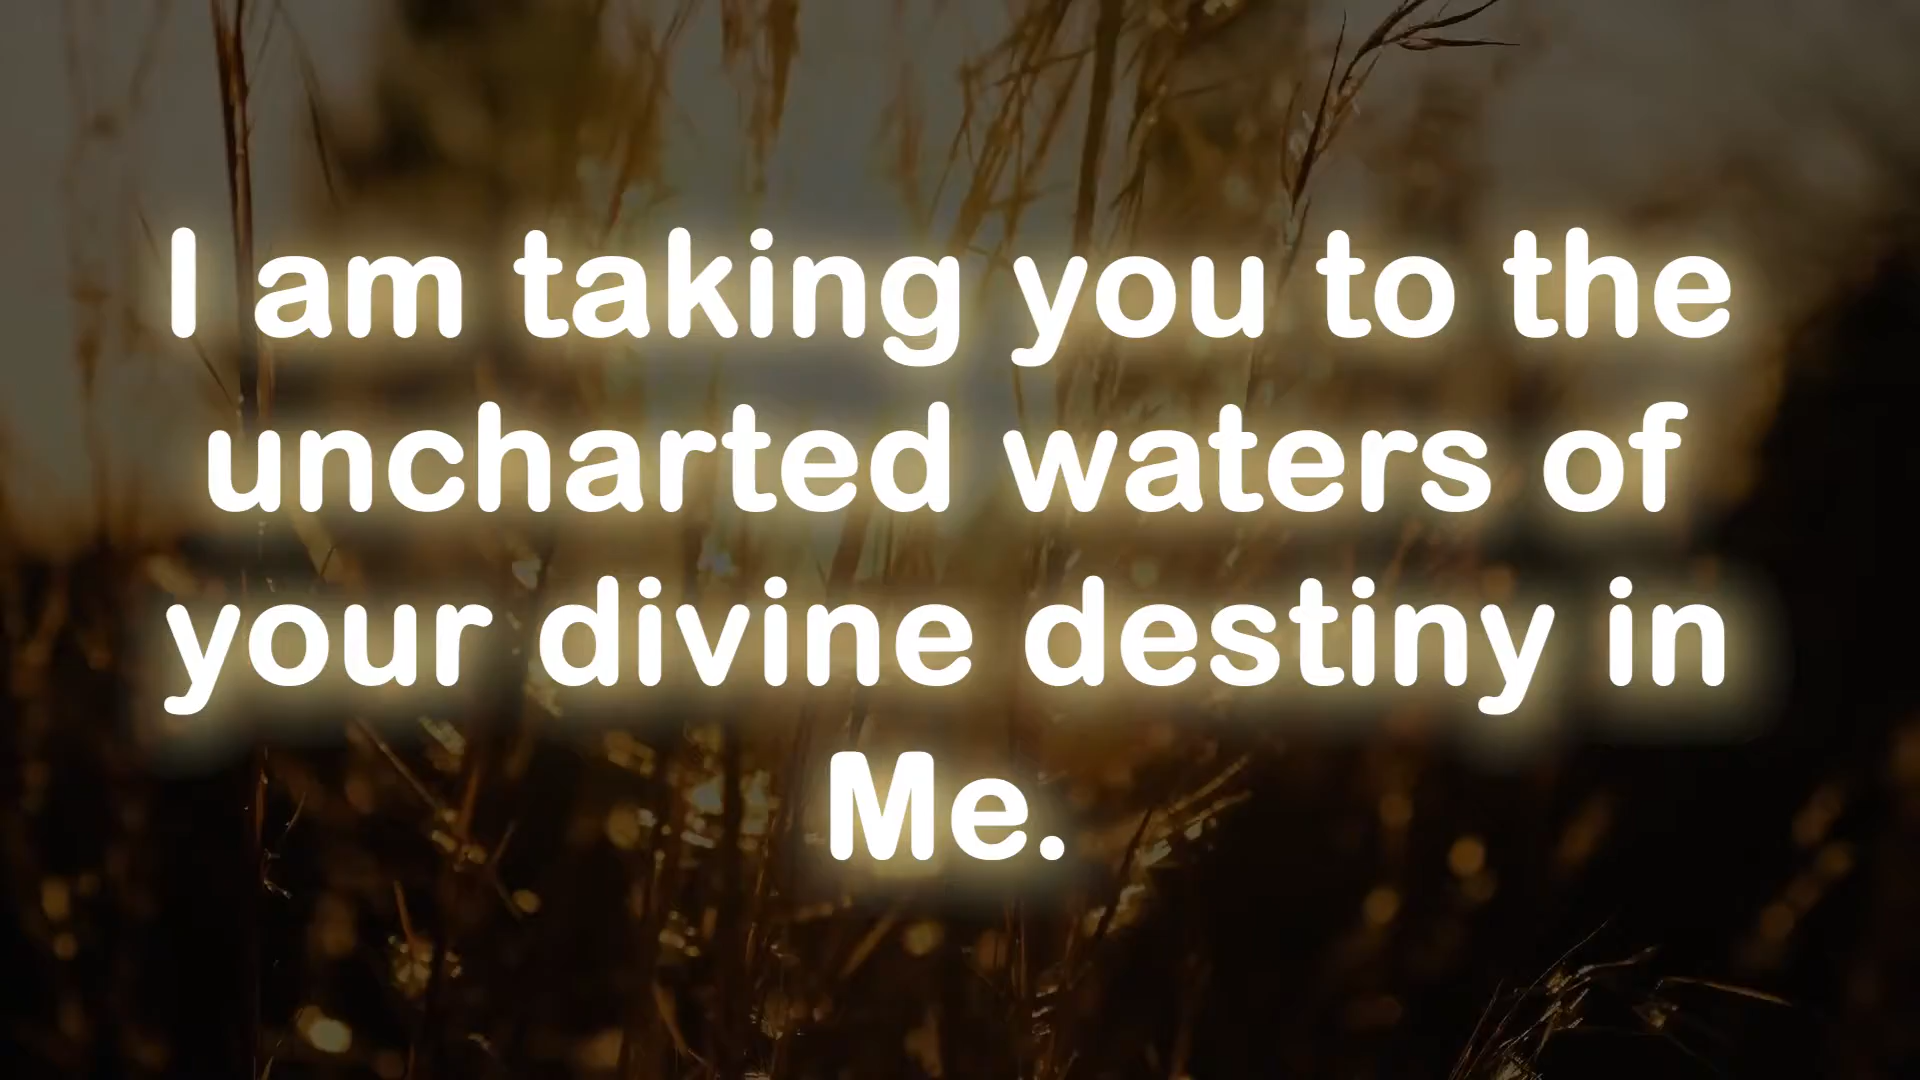 I am taking you to the
uncharted waters of
your divine destiny in
Me.